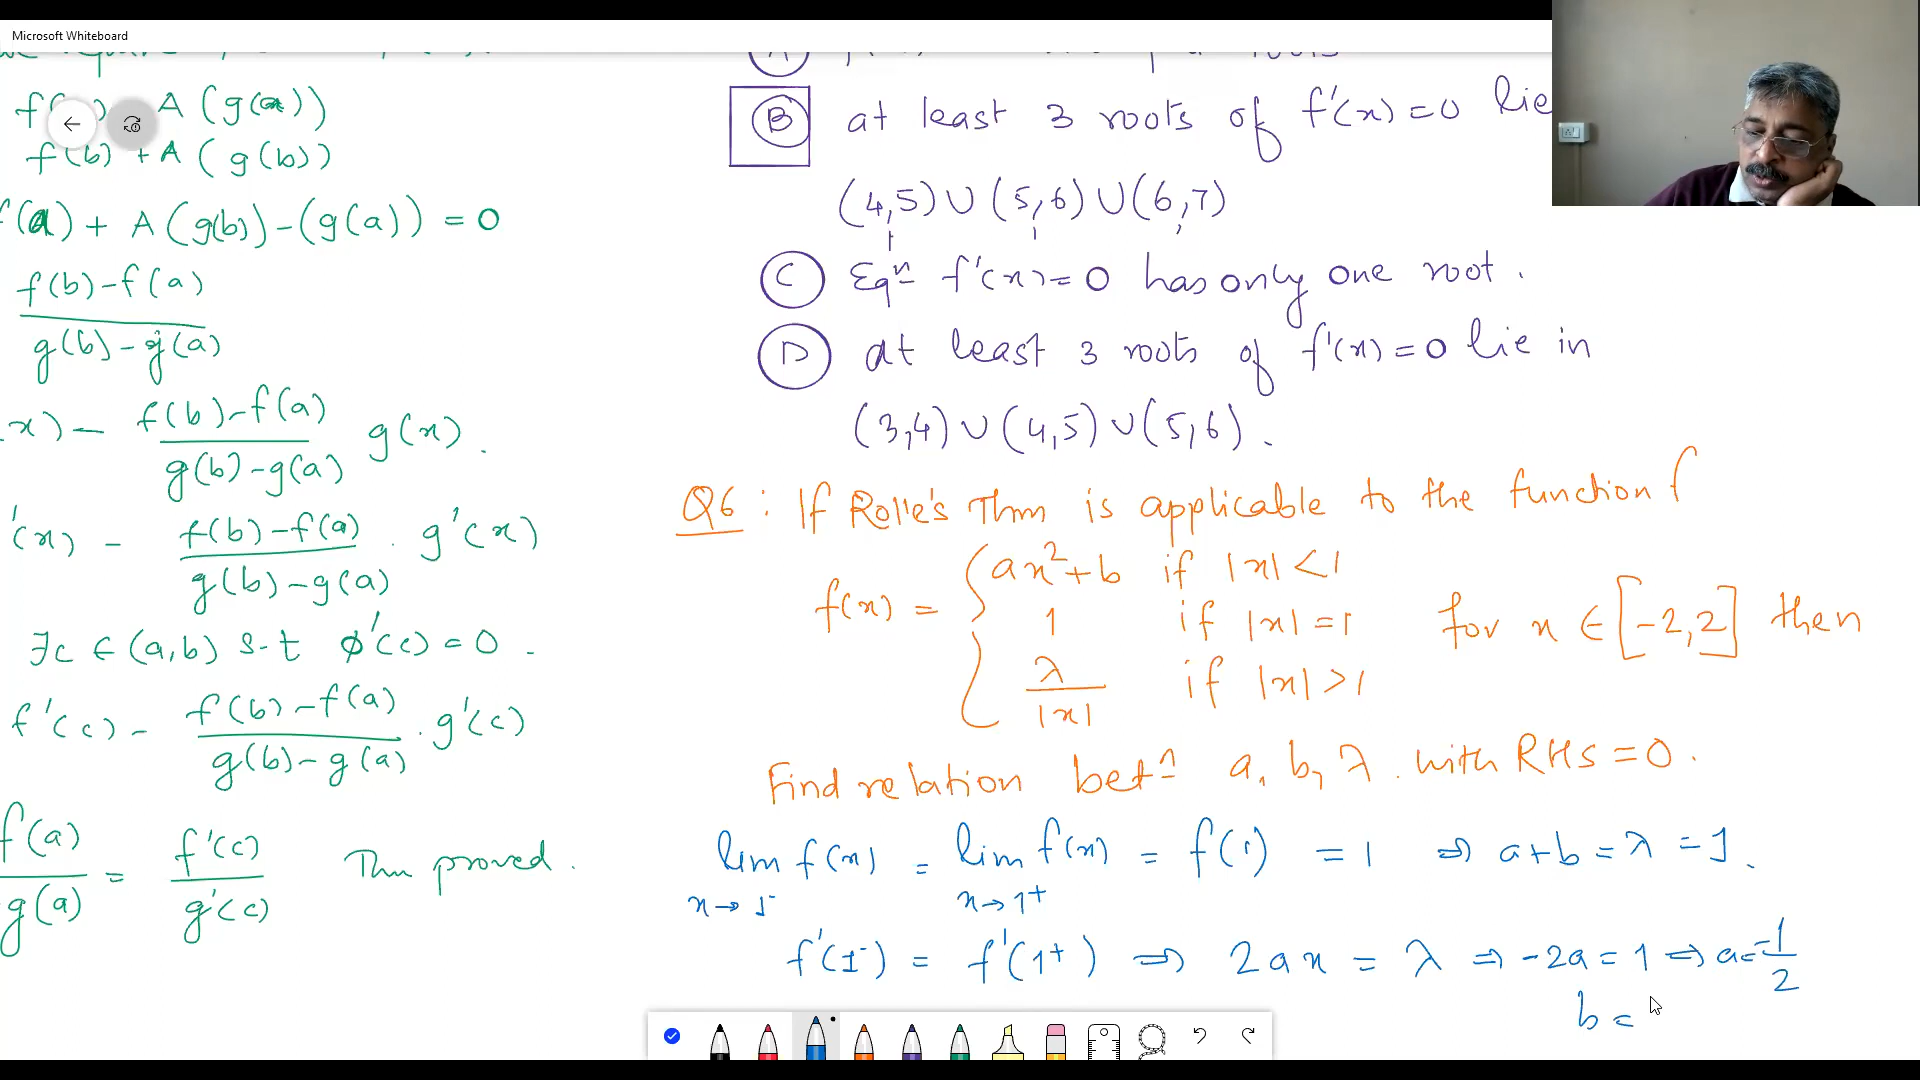 Microsoft Whiteboard
A (g(a))
f(b) + A (g(b))
f(a) + A (g(b)) - (g(a)) = 0
f(b) - f(a)
g(b) - g(a)
x) - f(b) - f(a) / g(b) - g(a) g(x) .
'(x) - f(b) - f(a) / g(b) - g(a) . g'(x)
∃c ∈ (a,b) s.t φ'(c) = 0 .
f'(c) - f(b) - f(a) / g(b) - g(a) . g'(c)
f(a) / g(a) = f'(c) / g'(c) Thm proved .
(B) at least 3 roots of f'(x) = 0 lie
(4,5) ∪ (5,6) ∪ (6,7)
(C) Eqn f'(x) = 0 has only one root .
(D) at least 3 roots of f'(x) = 0 lie in
(3,4) ∪ (4,5) ∪ (5,6) .
Q6 : If Rolle's Thm is applicable to the function f
f(x) = { ax² + b if |x| < 1
1 if |x| = 1 for x ∈ [-2,2] then
λ / |x| if |x| > 1
Find relation betn a, b, λ . with RHS = 0 .
lim x→1⁻ f(x) = lim x→1⁺ f(x) = f(1) = 1 ⇒ a + b = λ = 1 .
f'(1⁻) = f'(1⁺) ⇒ 2ax = λ ⇒ -2a = 1 ⇒ a = -1/2
b =